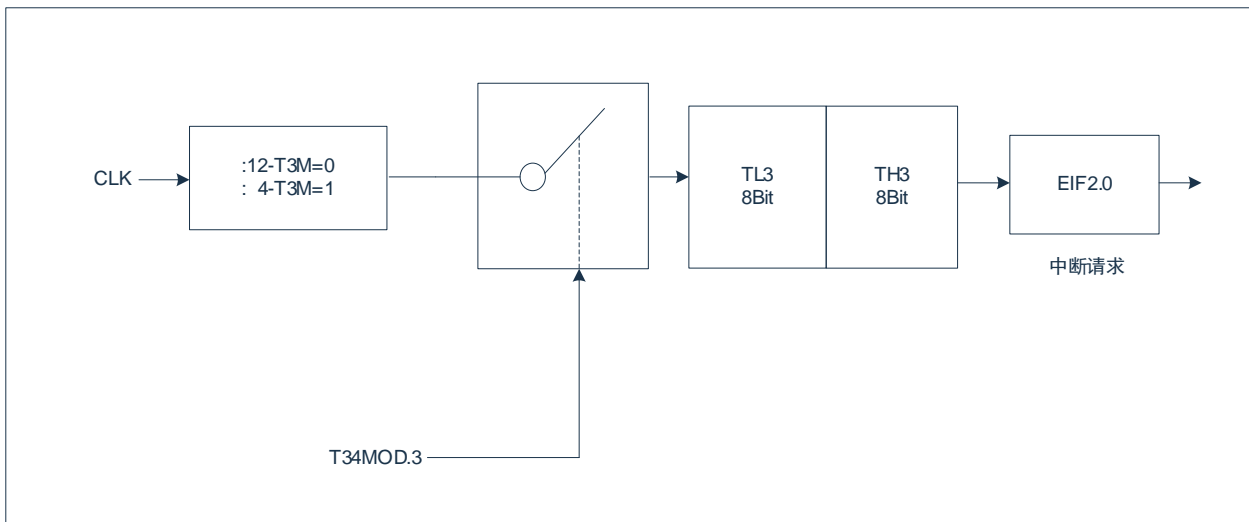 CLK
:12-T3M=0
: 4-T3M=1
TL3
8Bit
TH3
8Bit
EIF2.0
中断请求
T34MOD.3